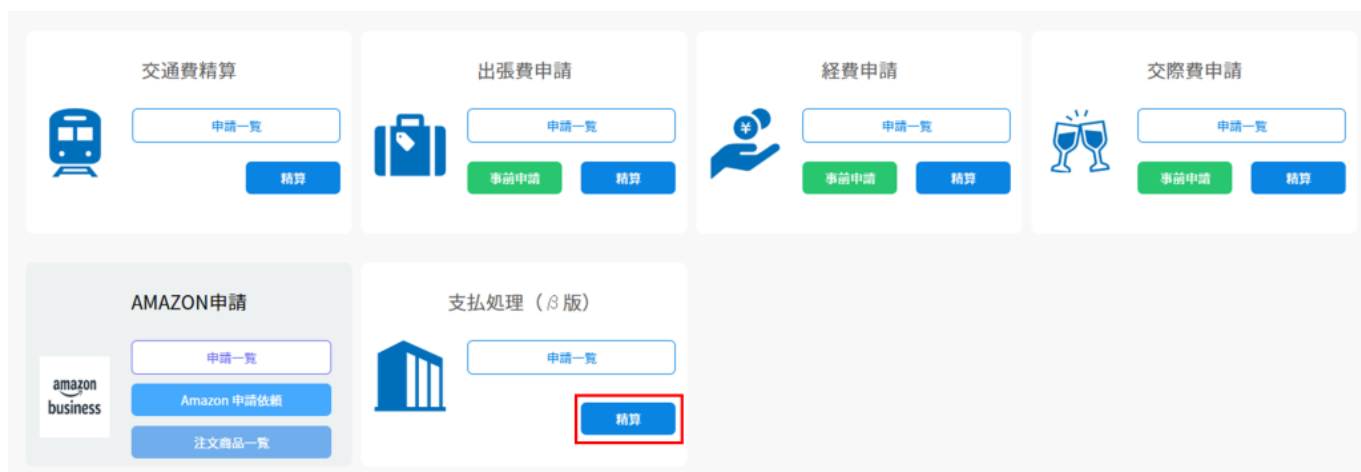 交通費精算
申請一覧
精算
出張費申請
申請一覧
事前申請
精算
経費申請
¥
申請一覧
事前申請
精算
交際費申請
申請一覧
事前申請
精算
AMAZON申請
amazon
business
申請一覧
Amazon 申請依頼
注文商品一覧
支払処理（β版）
申請一覧
精算